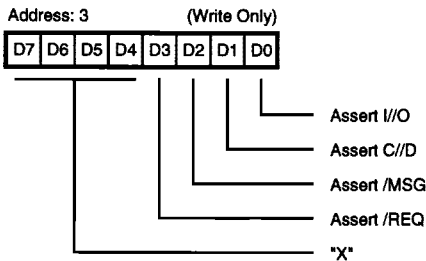 Address: 3 (Write Only)
D7 D6 D5 D4 D3 D2 D1 D0
Assert I//O
Assert C//D
Assert /MSG
Assert /REQ
"X"